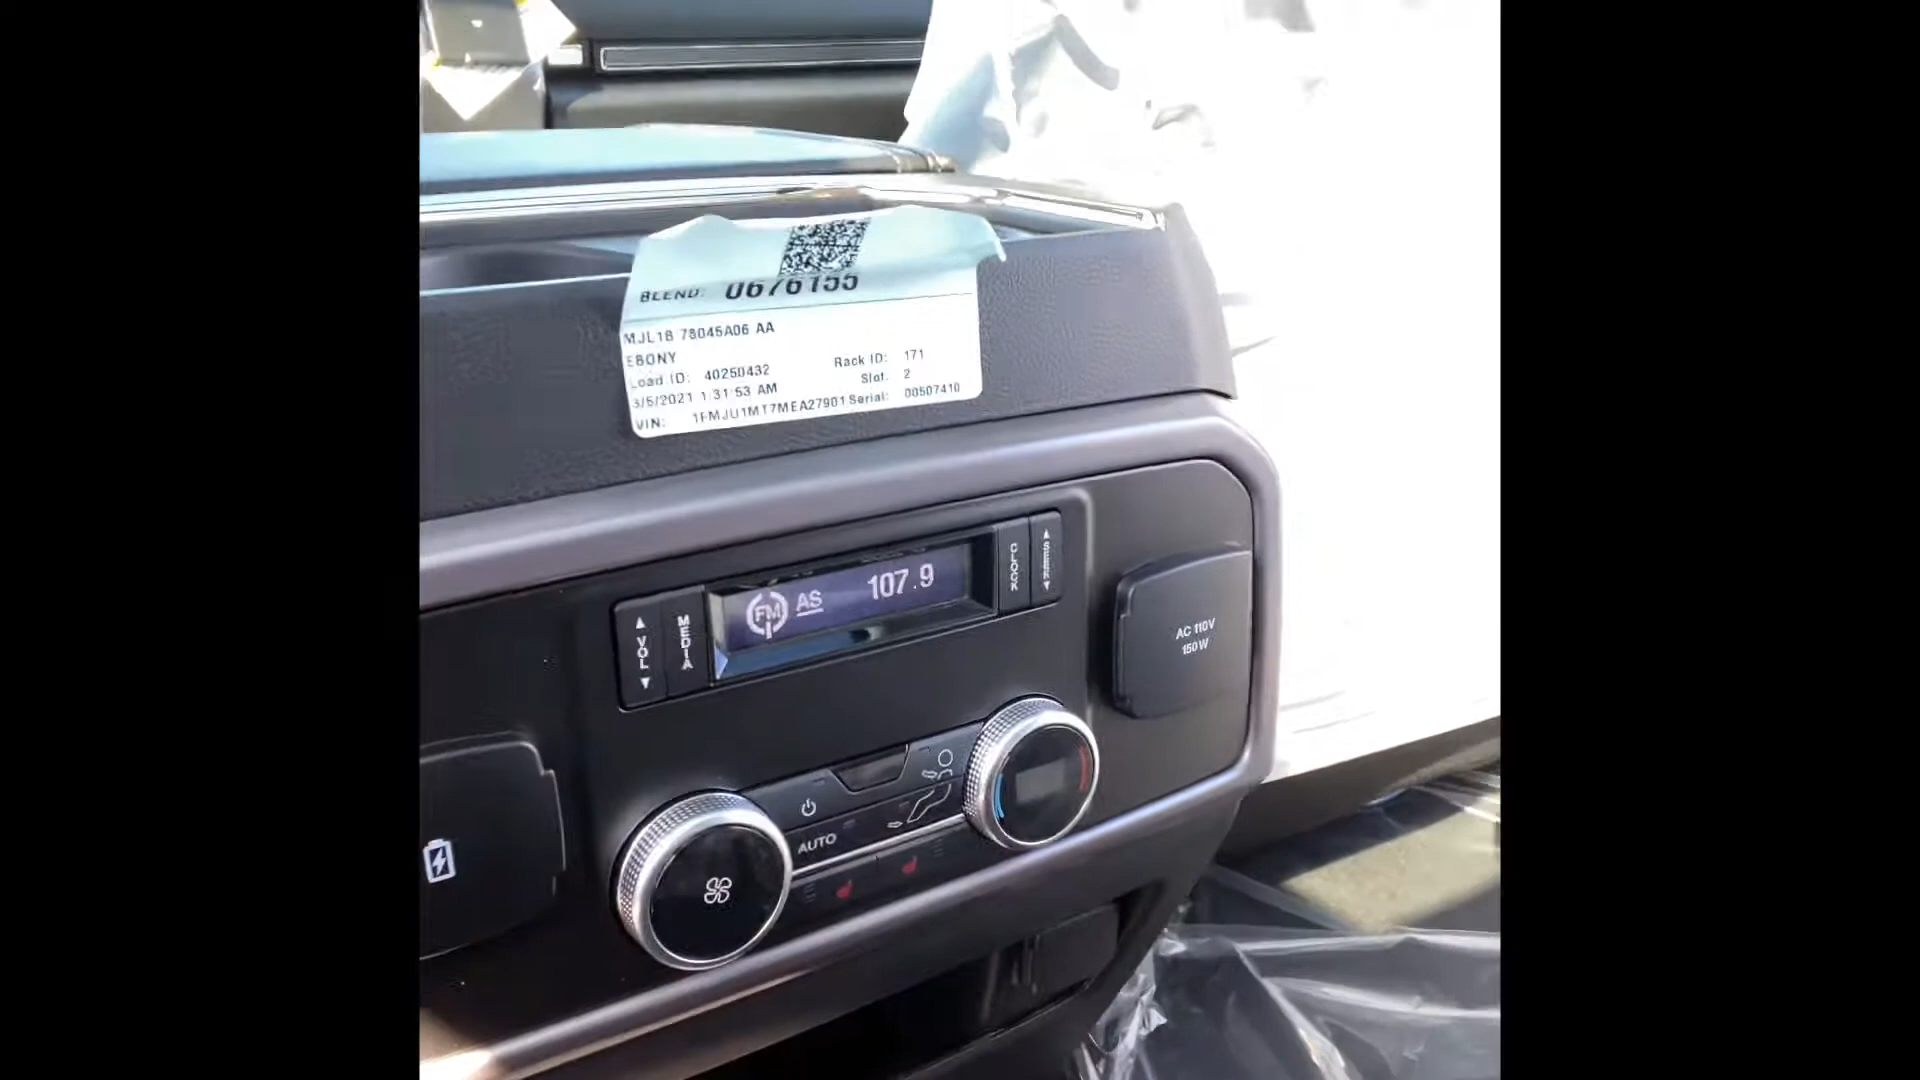 BLEND: 0676155
MJL1B 78045A06 AA
EBONY
Load ID: 40250432 Rack ID: 171
3/5/2021 1:31:53 AM Slot: 2
VIN: 1FMJU1MT7MEA27901 Serial: 00507410
FM AS 107.9
VOL
MEDIA
CLOCK
SEEK
AC 110V
150W
AUTO